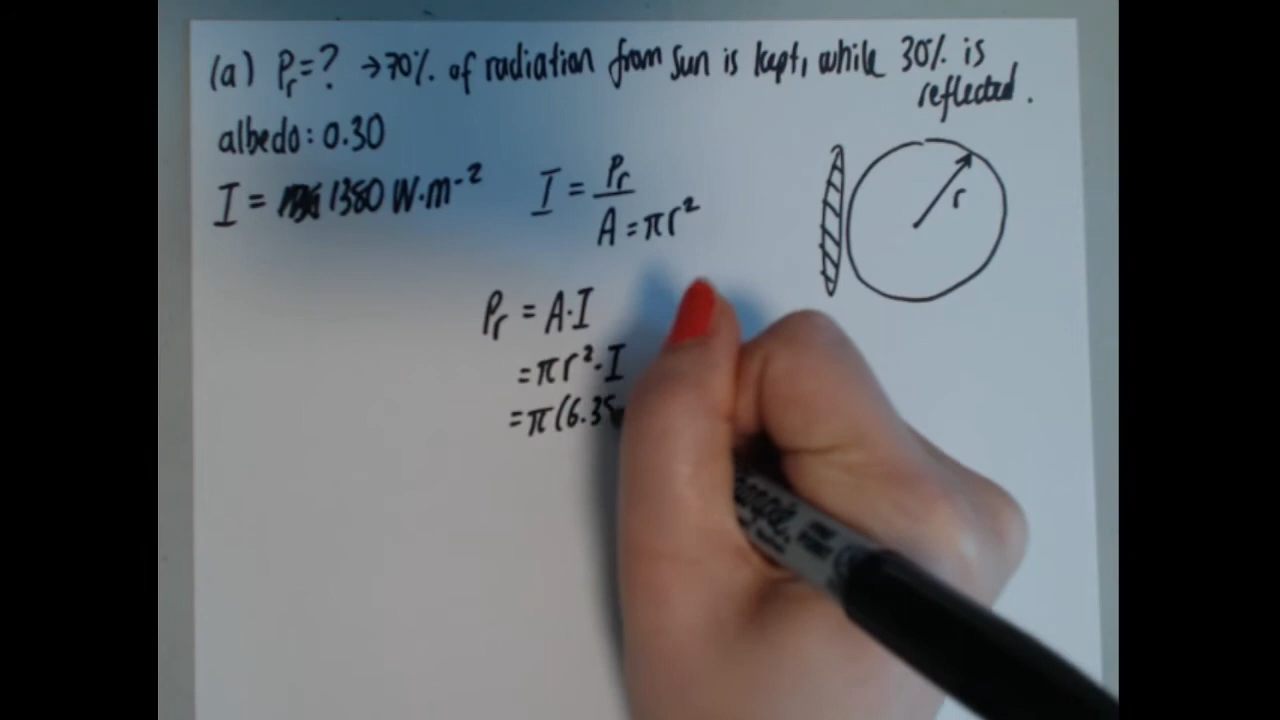 (a) Pr = ? → 70% of radiation from sun is kept, while 30% is
reflected.
albedo: 0.30
I = 1380 W·m⁻² I = Pr
A = πr²
r
Pr = A·I
= πr²·I
= π(6.35